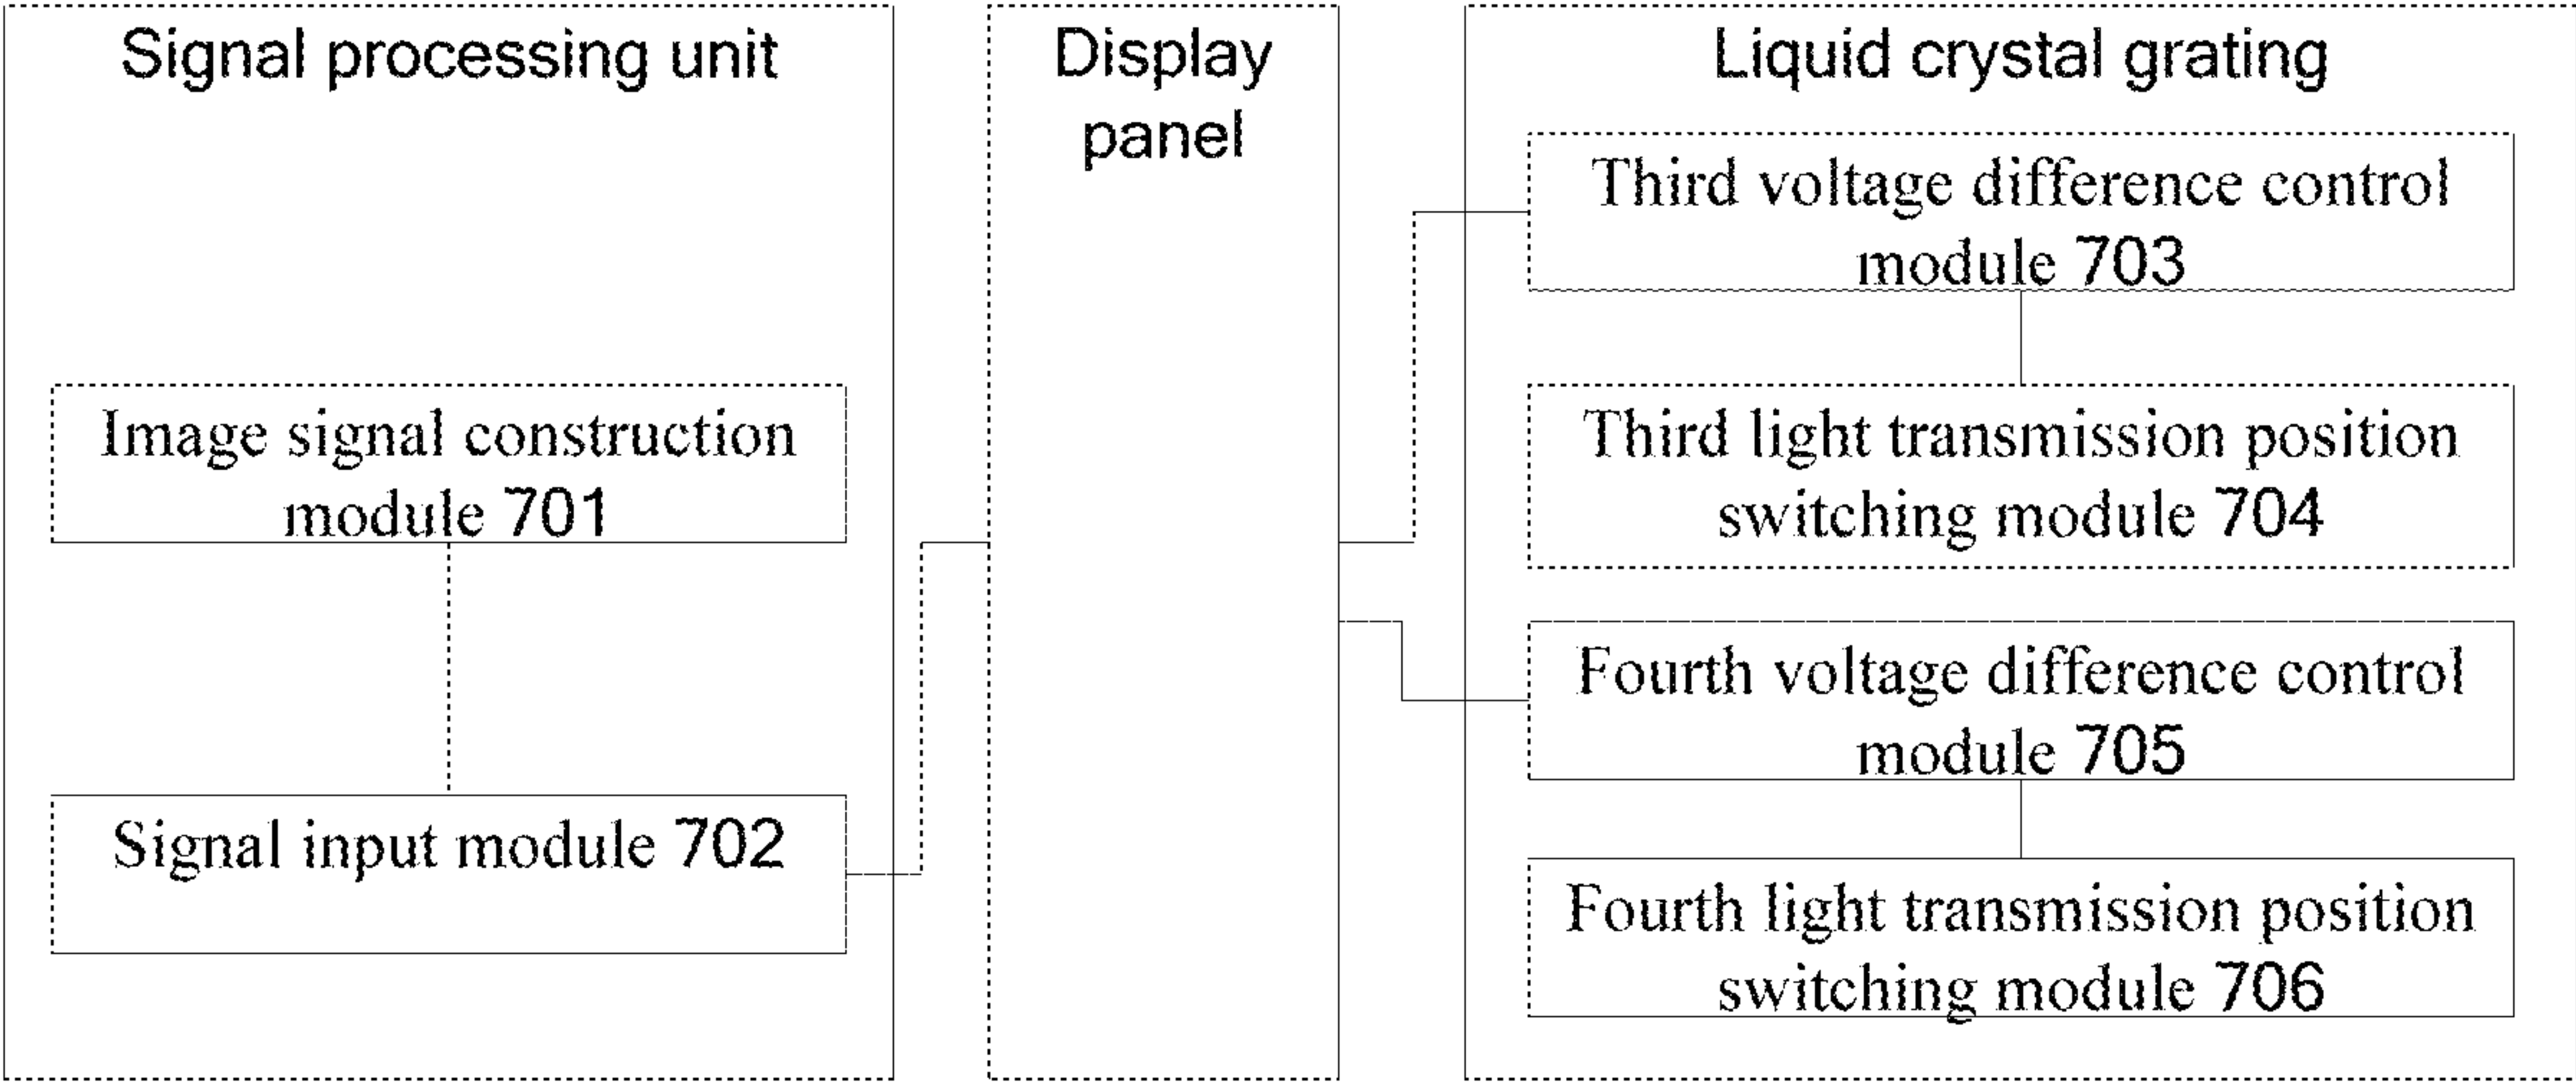 Signal processing unit
Image signal construction
module 701
Signal input module 702
Display
panel
Liquid crystal grating
Third voltage difference control
module 703
Third light transmission position
switching module 704
Fourth voltage difference control
module 705
Fourth light transmission position
switching module 706